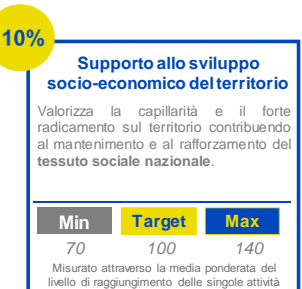 10%
Supporto allo sviluppo
socio-economico del territorio
Valorizza la capillarità e il forte
radicamento sul territorio contribuendo
al mantenimento e al rafforzamento del
tessuto sociale nazionale.
Min Target Max
70 100 140
Misurato attraverso la media ponderata del
livello di raggiungimento delle singole attività